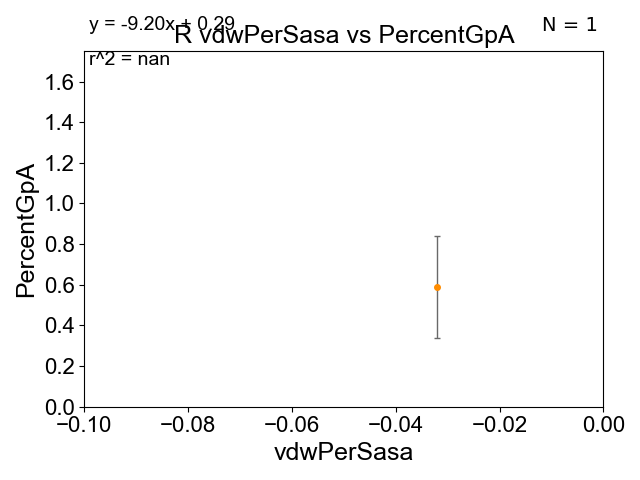 y = -9.20x + 0.29
N = 1
R vdwPerSasa vs PercentGpA
r^2 = nan
PercentGpA
1.6
1.4
1.2
1.0
0.8
0.6
0.4
0.2
0.0
−0.10 −0.08 −0.06 −0.04 −0.02 0.00
vdwPerSasa